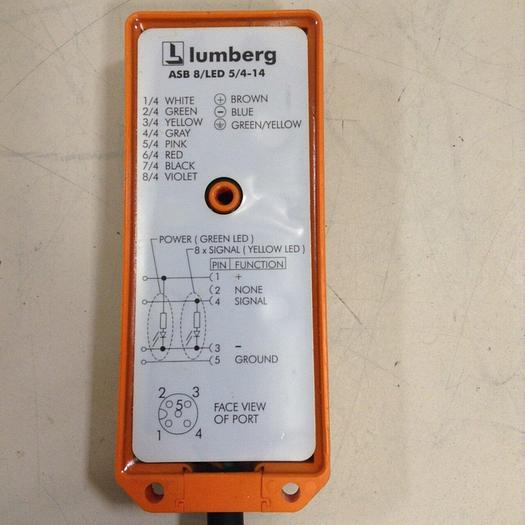 lumberg
ASB 8/LED 5/4-14
1/4 WHITE ⊕ BROWN
2/4 GREEN ⊖ BLUE
3/4 YELLOW ⏚ GREEN/YELLOW
4/4 GRAY
5/4 PINK
6/4 RED
7/4 BLACK
8/4 VIOLET
POWER ( GREEN LED )
8 x SIGNAL ( YELLOW LED )
PIN FUNCTION
1 +
2 NONE
4 SIGNAL
3 −
5 GROUND
2 3
5
1 4
FACE VIEW
OF PORT